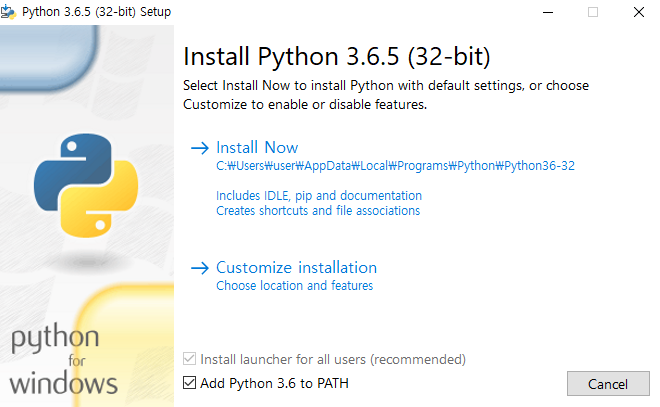 Python 3.6.5 (32-bit) Setup
Install Python 3.6.5 (32-bit)
Select Install Now to install Python with default settings, or choose
Customize to enable or disable features.
Install Now
C:₩Users₩user₩AppData₩Local₩Programs₩Python₩Python36-32
Includes IDLE, pip and documentation
Creates shortcuts and file associations
Customize installation
Choose location and features
python
for
windows
Install launcher for all users (recommended)
Add Python 3.6 to PATH
Cancel